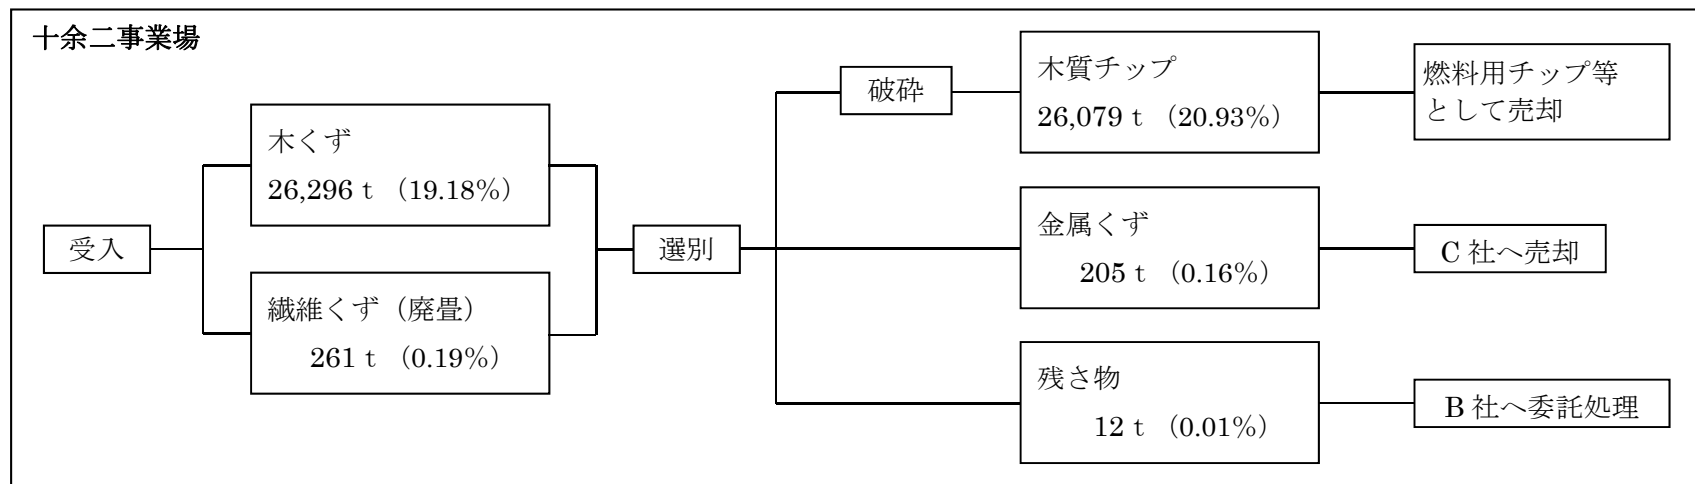 十余二事業場
受入
木くず
26,296 t (19.18%)
繊維くず（廃畳）
261 t (0.19%)
選別
破砕
木質チップ
26,079 t (20.93%)
燃料用チップ等
として売却
金属くず
205 t (0.16%)
C 社へ売却
残さ物
12 t (0.01%)
B 社へ委託処理